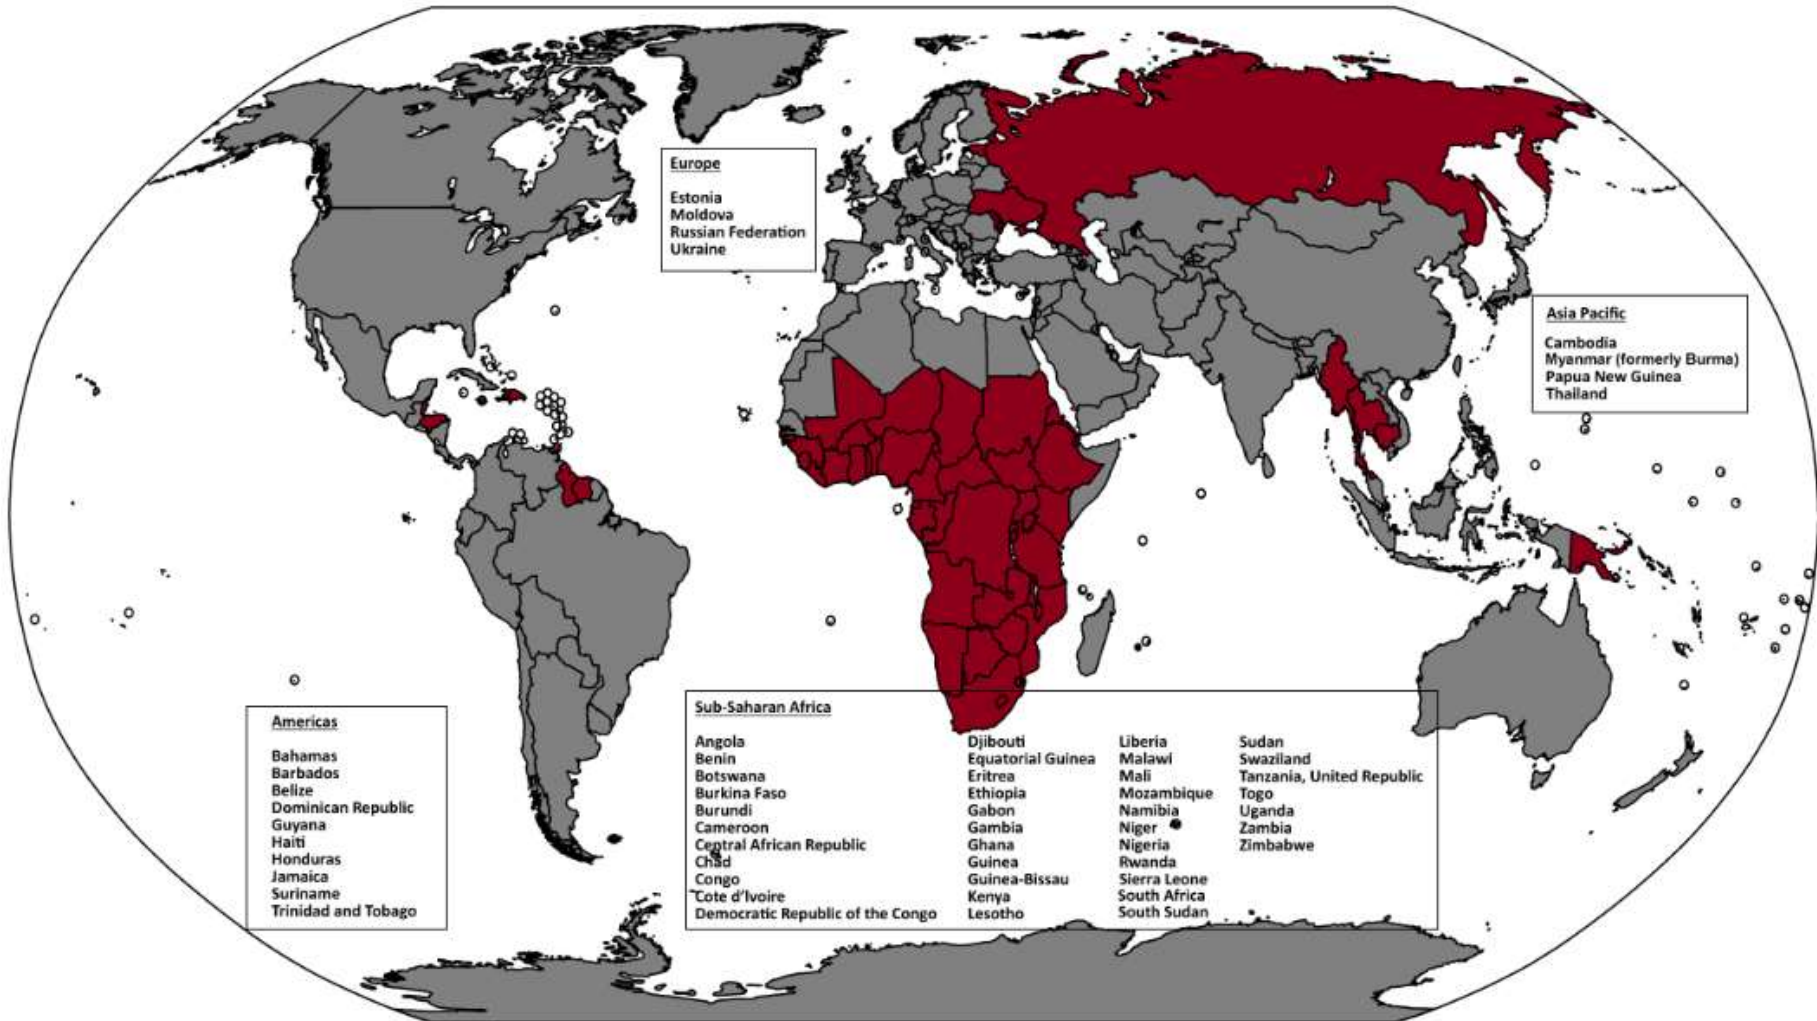 Europe
Estonia
Moldova
Russian Federation
Ukraine
Asia Pacific
Cambodia
Myanmar (formerly Burma)
Papua New Guinea
Thailand
Americas
Bahamas
Barbados
Belize
Dominican Republic
Guyana
Haiti
Honduras
Jamaica
Suriname
Trinidad and Tobago
Sub-Saharan Africa
Angola
Benin
Botswana
Burkina Faso
Burundi
Cameroon
Central African Republic
Chad
Congo
Cote d'Ivoire
Democratic Republic of the Congo
Djibouti
Equatorial Guinea
Eritrea
Ethiopia
Gabon
Gambia
Ghana
Guinea
Guinea-Bissau
Kenya
Lesotho
Liberia
Malawi
Mali
Mozambique
Namibia
Niger
Nigeria
Rwanda
Sierra Leone
South Africa
South Sudan
Sudan
Swaziland
Tanzania, United Republic
Togo
Uganda
Zambia
Zimbabwe